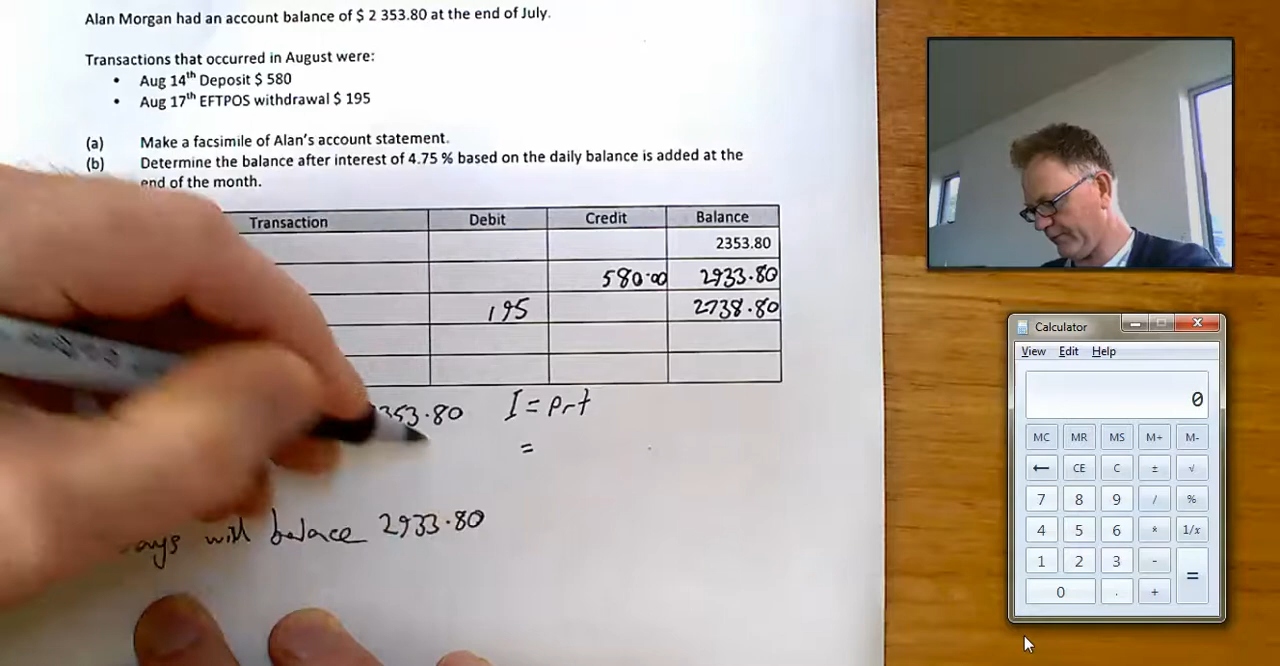 Alan Morgan had an account balance of $ 2 353.80 at the end of July.
Transactions that occurred in August were:
• Aug 14th Deposit $ 580
• Aug 17th EFTPOS withdrawal $ 195
(a) Make a facsimile of Alan's account statement.
(b) Determine the balance after interest of 4.75 % based on the daily balance is added at the
end of the month.
Transaction Debit Credit Balance
2353.80
580.00 2933.80
195 2738.80
353.80 I = Prt
=
will balace 2933.80
Calculator
View Edit Help
0
MC MR MS M+ M-
← CE C ± √
7 8 9 / %
4 5 6 * 1/x
1 2 3 - =
0 . +